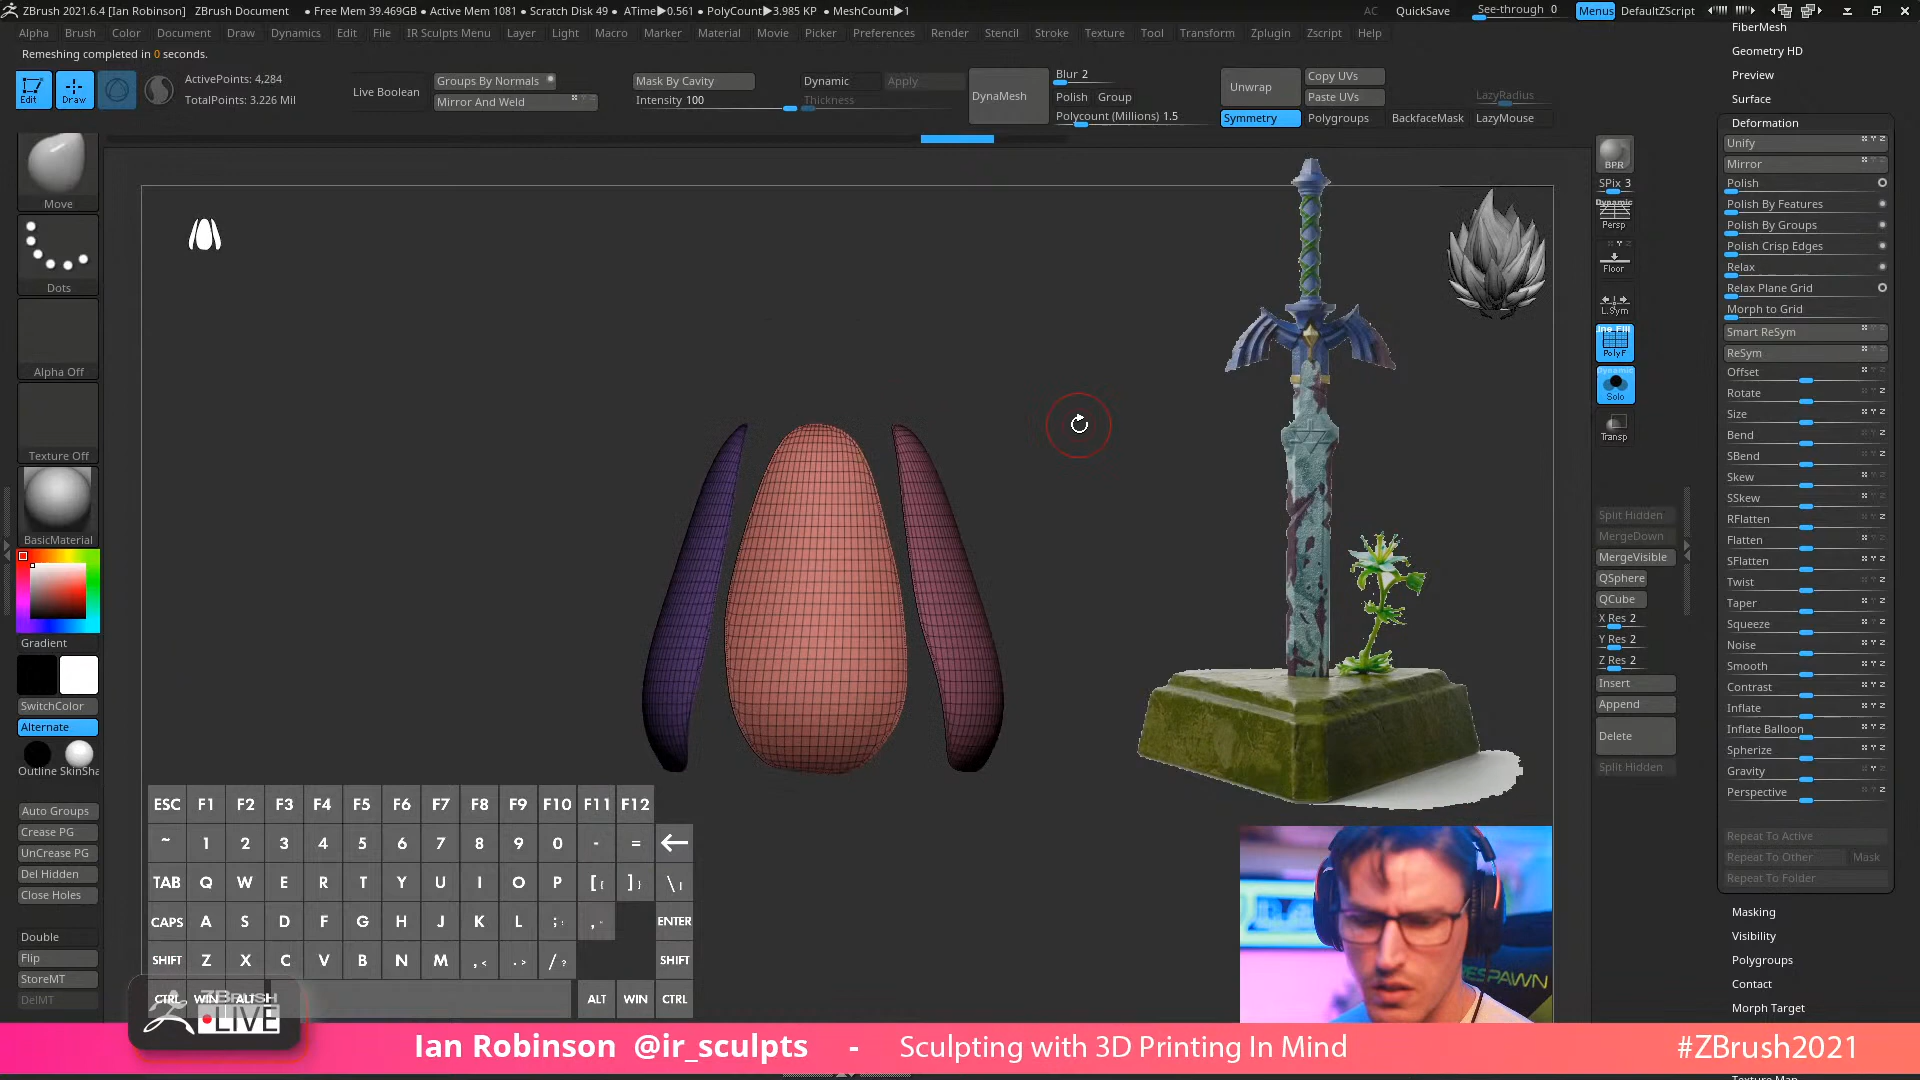 ZBrush 2021.6.4 [Ian Robinson] ZBrush Document • Free Mem 39.469GB • Active Mem 1081 • Scratch Disk 49 • ATime▶0.561 • PolyCount▶3.985 KP • MeshCount▶1 AC QuickSave See-through 0 Menus DefaultZScript
Alpha Brush Color Document Draw Dynamics Edit File IR Sculpts Menu Layer Light Macro Marker Material Movie Picker Preferences Render Stencil Stroke Texture Tool Transform Zplugin Zscript Help
Remeshing completed in 0 seconds.
Edit Draw
ActivePoints: 4,284
TotalPoints: 3.226 Mil
Live Boolean
Groups By Normals
Mirror And Weld
Mask By Cavity
Intensity 100
Dynamic Apply
Thickness
DynaMesh
Blur 2
Polish Group
Polycount (Millions) 1.5
Unwrap
Copy UVs
Paste UVs
Symmetry Polygroups BackfaceMask
LazyRadius
LazyMouse
Move
Dots
Alpha Off
Texture Off
BasicMaterial
Gradient
SwitchColor
Alternate
Outline SkinSha
Auto Groups
Crease PG
UnCrease PG
Del Hidden
Close Holes
Double
Flip
StoreMT
DelMT
BPR
SPix 3
Dynamic
Persp
Floor
L.Sym
Line Fill
PolyF
Dynamic
Solo
Transp
Split Hidden
MergeDown
MergeVisible
QSphere
QCube
X Res 2
Y Res 2
Z Res 2
Insert
Append
Delete
Split Hidden
FiberMesh
Geometry HD
Preview
Surface
Deformation
Unify
Mirror
Polish
Polish By Features
Polish By Groups
Polish Crisp Edges
Relax
Relax Plane Grid
Morph to Grid
Smart ReSym
ReSym
Offset
Rotate
Size
Bend
SBend
Skew
SSkew
RFlatten
Flatten
SFlatten
Twist
Taper
Squeeze
Noise
Smooth
Contrast
Inflate
Inflate Balloon
Spherize
Gravity
Perspective
Repeat To Active
Repeat To Other Mask
Repeat To Folder
Masking
Visibility
Polygroups
Contact
Morph Target
ESC F1 F2 F3 F4 F5 F6 F7 F8 F9 F10 F11 F12
~ 1 2 3 4 5 6 7 8 9 0 - =
TAB Q W E R T Y U I O P [{ ]} \|
CAPS A S D F G H J K L ;: ENTER
SHIFT Z X C V B N M ,< .> /? SHIFT
CTRL WIN ALT ALT WIN CTRL
ZBRUSH
LIVE
RESPAWN
Ian Robinson @ir_sculpts - Sculpting with 3D Printing In Mind #ZBrush2021